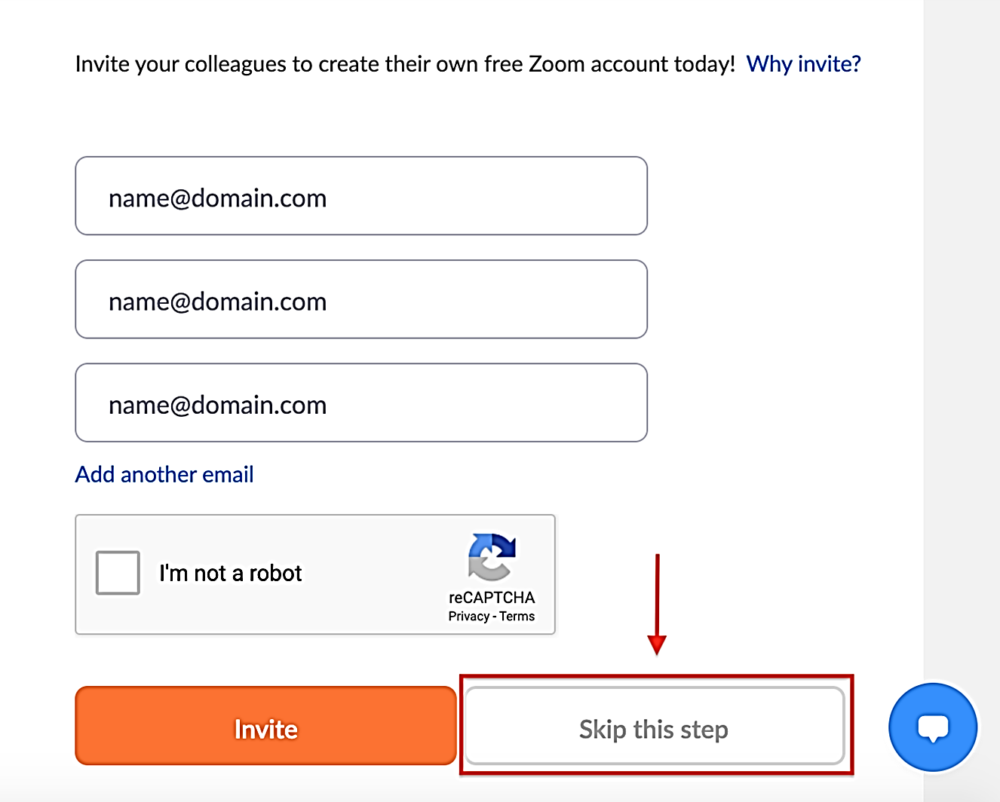 Invite your colleagues to create their own free Zoom account today! Why invite?
name@domain.com
name@domain.com
name@domain.com
Add another email
I'm not a robot
reCAPTCHA
Privacy - Terms
Invite
Skip this step